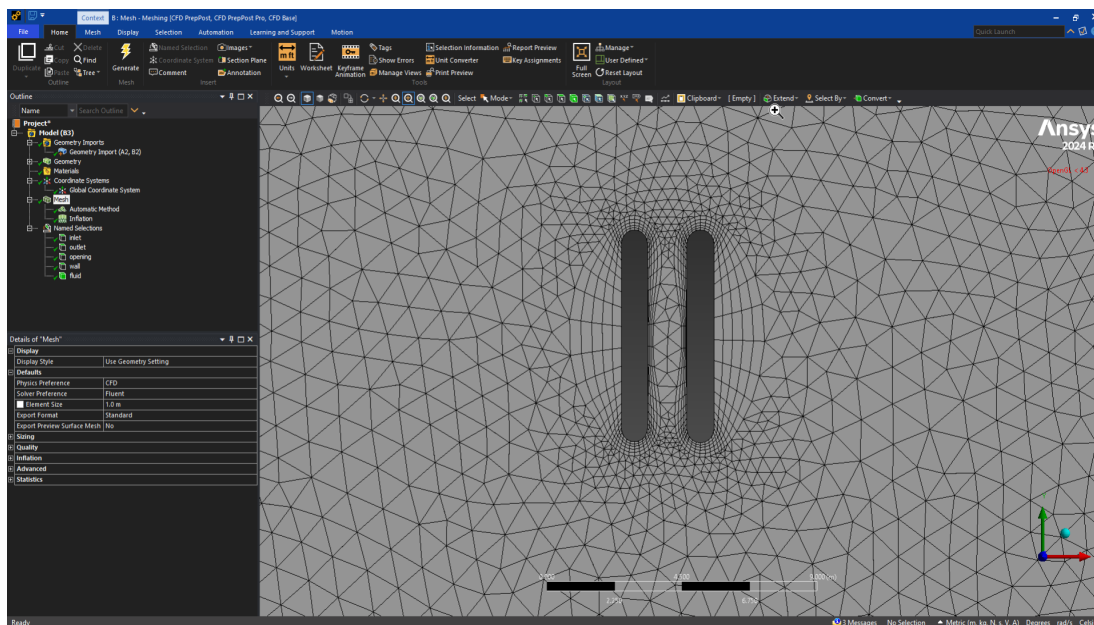 Context B : Mesh - Meshing [CFD PrepPost, CFD PrepPost Pro, CFD Base]
File Home Mesh Display Selection Automation Learning and Support Motion Quick Launch
Duplicate Cut Copy Paste Delete Find Tree Outline
Generate Mesh
Named Selection Coordinate System Comment Images Section Plane Annotation Insert
Units Worksheet Keyframe Animation Tags Show Errors Manage Views Selection Information Unit Converter Print Preview Report Preview Key Assignments Tools
Full Screen Manage User Defined Reset Layout Layout
Outline
Name Search Outline
Select Mode Clipboard [ Empty ] Extend Select By Convert
Project*
Model (B3)
Geometry Imports
Geometry Import (A2, B2)
Geometry
Materials
Coordinate Systems
Global Coordinate System
Mesh
Automatic Method
Inflation
Named Selections
inlet
outlet
opening
wall
fluid
Ansys
2024 R
Details of "Mesh"
Display
Display Style Use Geometry Setting
Defaults
Physics Preference CFD
Solver Preference Fluent
Element Size 1.0 m
Export Format Standard
Export Preview Surface Mesh No
Sizing
Quality
Inflation
Advanced
Statistics
4.500 9.000 (m)
Ready 3 Messages No Selection Metric (m, kg, N, s, V, A) Degrees rad/s